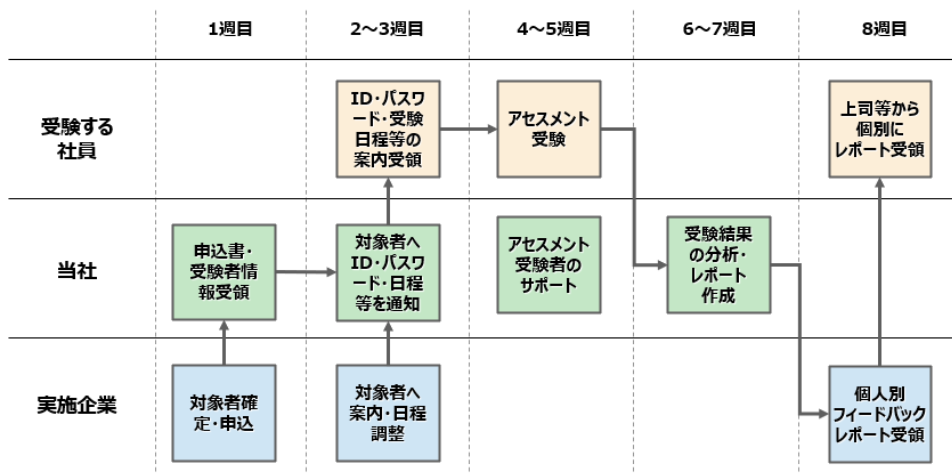 1週目
2～3週目
4～5週目
6～7週目
8週目
受験する
社員
ID・パスワ
ード・受験
日程等の
案内受領
アセスメント
受験
上司等から
個別に
レポート受領
当社
申込書・
受験者情
報受領
対象者へ
ID・パスワ
ード・日程
等を通知
アセスメント
受験者の
サポート
受験結果
の分析・
レポート
作成
実施企業
対象者確
定・申込
対象者へ
案内・日程
調整
個人別
フィードバック
レポート受領